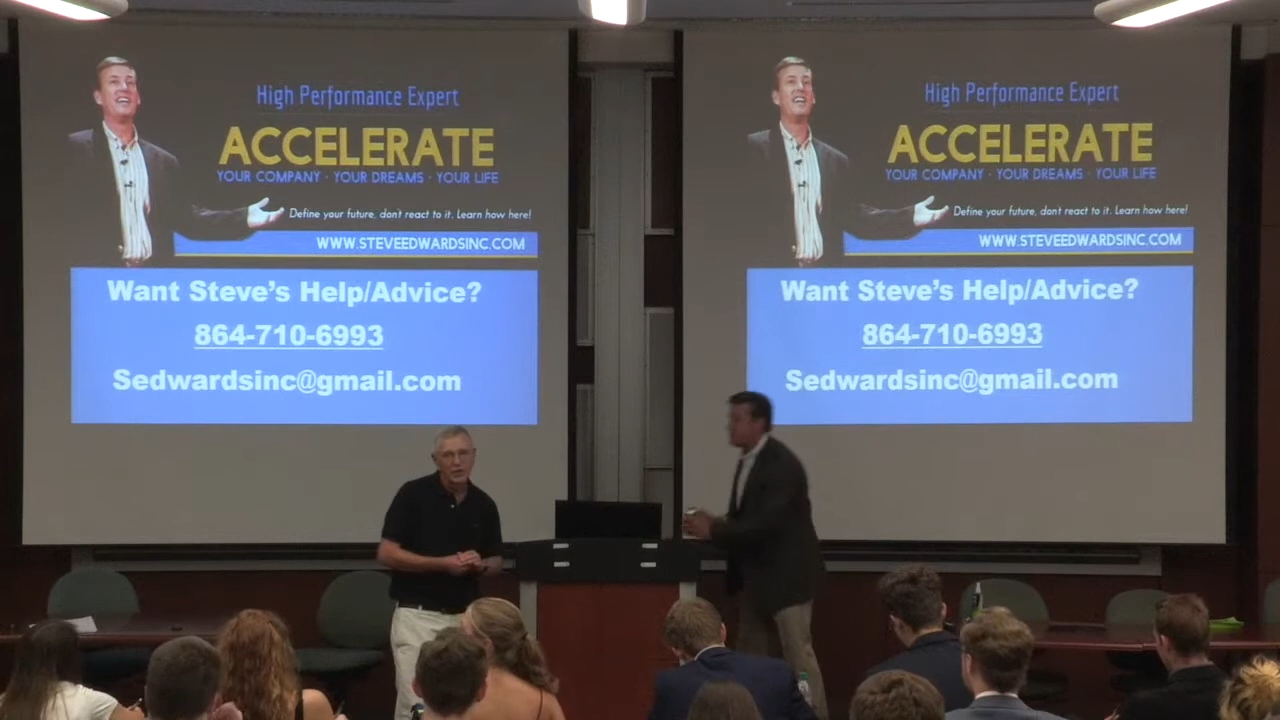 High Performance Expert
ACCELERATE
YOUR COMPANY · YOUR DREAMS · YOUR LIFE
Define your future, don't react to it. Learn how here!
WWW.STEVEEDWARDSINC.COM
Want Steve's Help/Advice?
864-710-6993
Sedwardsinc@gmail.com
High Performance Expert
ACCELERATE
YOUR COMPANY · YOUR DREAMS · YOUR LIFE
Define your future, don't react to it. Learn how here!
WWW.STEVEEDWARDSINC.COM
Want Steve's Help/Advice?
864-710-6993
Sedwardsinc@gmail.com